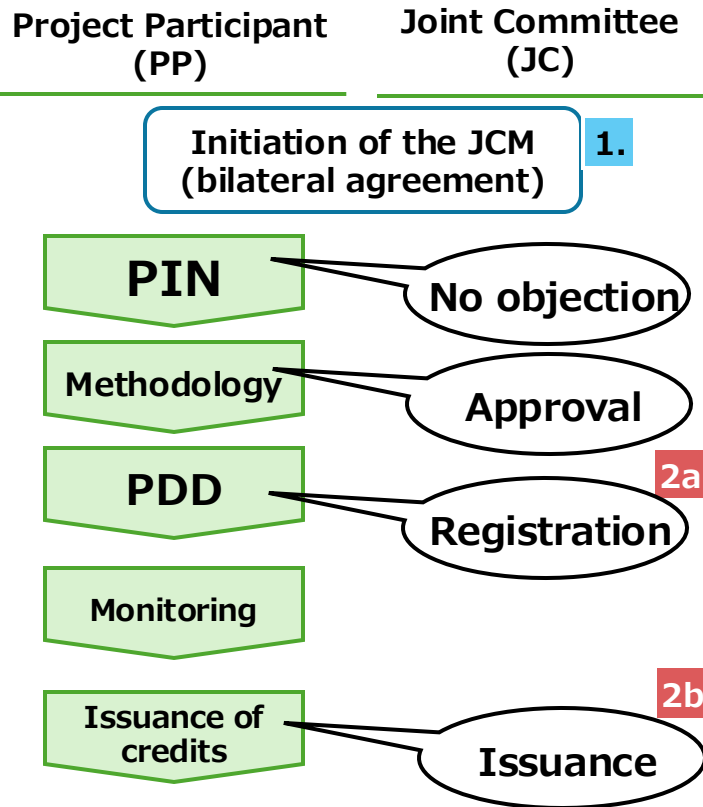 Project Participant
(PP)
Joint Committee
(JC)
Initiation of the JCM
(bilateral agreement)
1.
PIN
No objection
Methodology
Approval
2a
PDD
Registration
Monitoring
2b
Issuance of
credits
Issuance